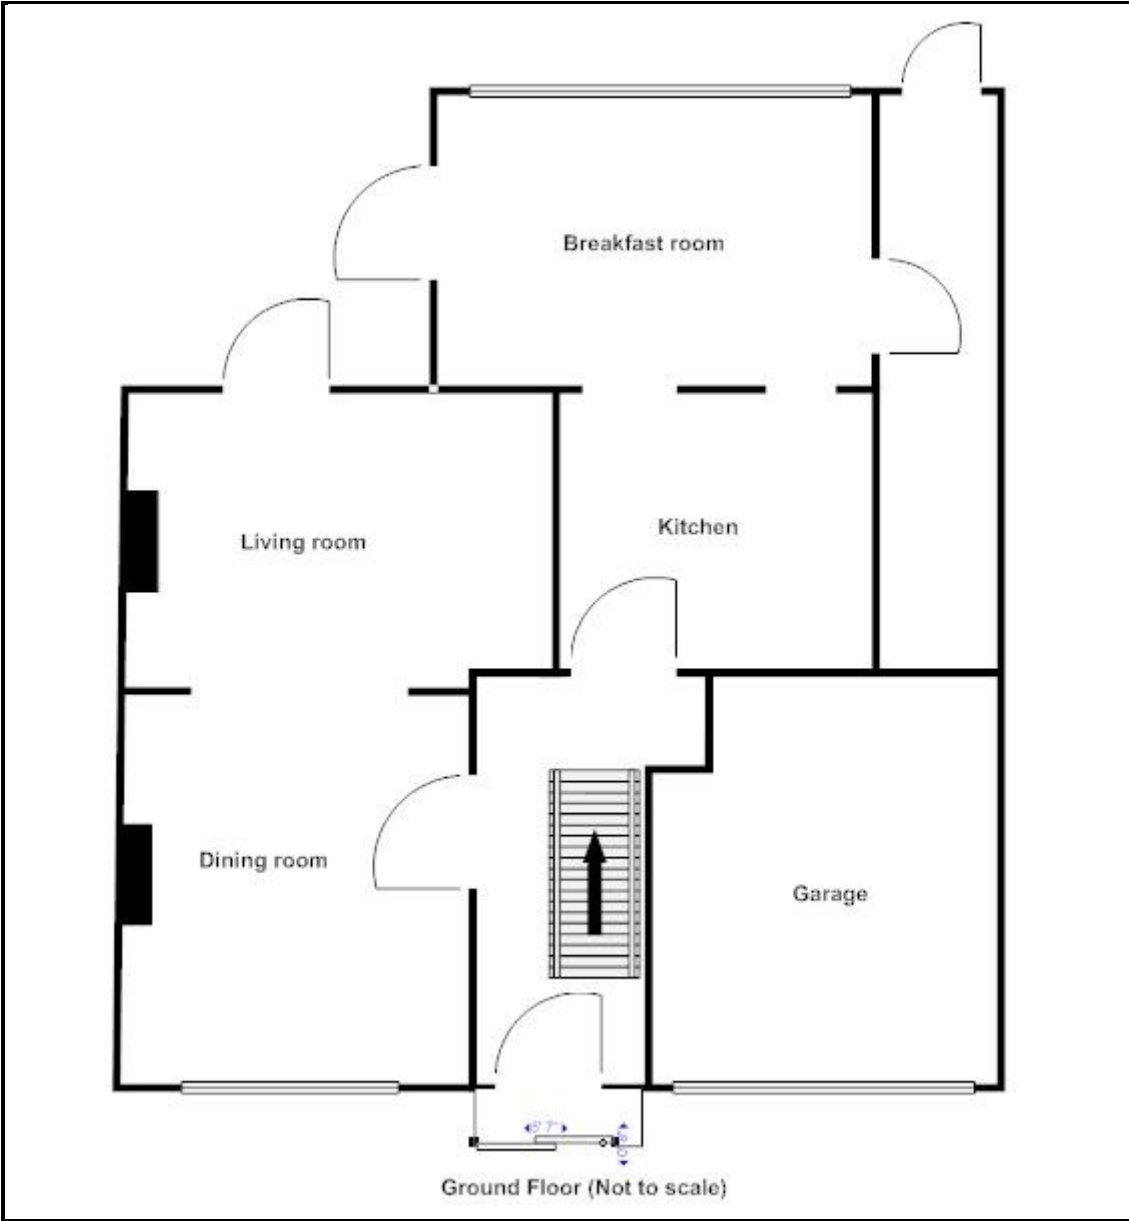 Breakfast room
Kitchen
Living room
Dining room
Garage
Ground Floor (Not to scale)